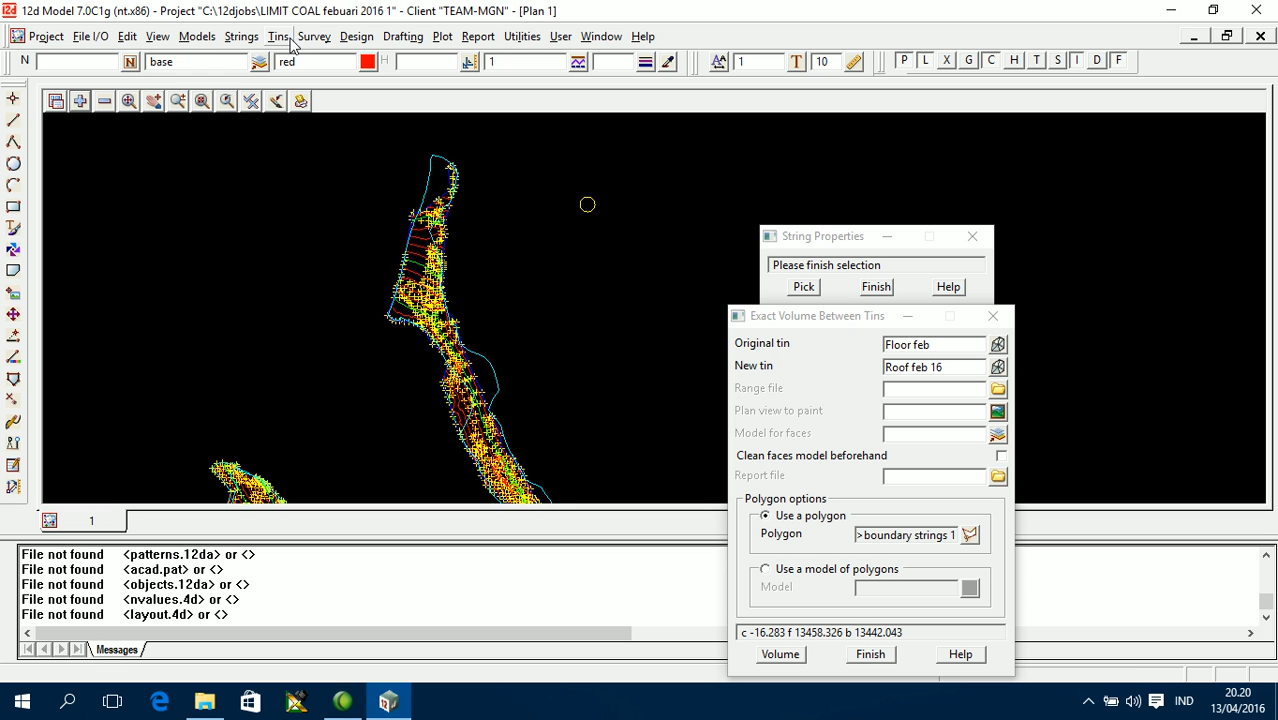 12d Model 7.0C1g (nt.x86) - Project "C:\12djobs\LIMIT COAL febuari 2016 1" - Client "TEAM-MGN" - [Plan 1]
Project File I/O Edit View Models Strings Tins Survey Design Drafting Plot Report Utilities User Window Help
N base red H 1 1 T 10 P L X G C H T S I D F
String Properties
Please finish selection
Pick Finish Help
Exact Volume Between Tins
Original tin Floor feb
New tin Roof feb 16
Range file
Plan view to paint
Model for faces
Clean faces model beforehand
Report file
Polygon options
Use a polygon
Polygon >boundary strings 1
Use a model of polygons
Model
c -16.283 f 13458.326 b 13442.043
Volume Finish Help
1
File not found <patterns.12da> or <>
File not found <acad.pat> or <>
File not found <objects.12da> or <>
File not found <nvalues.4d> or <>
File not found <layout.4d> or <>
Messages
IND
20.20
13/04/2016